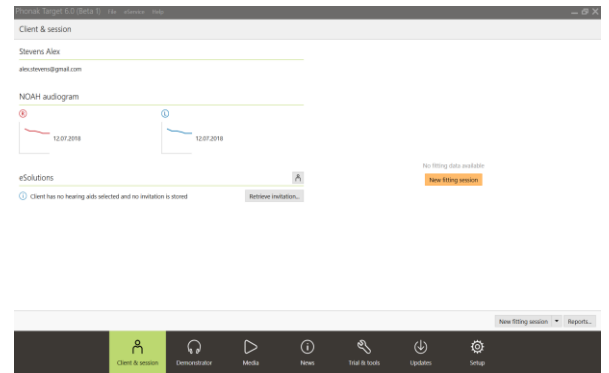 Phonak Target 6.0 (Beta 1) File eService Help
Client & session
Stevens Alex
alex.stevens@gmail.com
NOAH audiogram
R
L
12.07.2018
12.07.2018
No fitting data available
New fitting session
eSolutions
Client has no hearing aids selected and no invitation is stored
Retrieve invitation...
New fitting session
Reports...
Client & session
Demonstrator
Media
News
Trial & tools
Updates
Setup